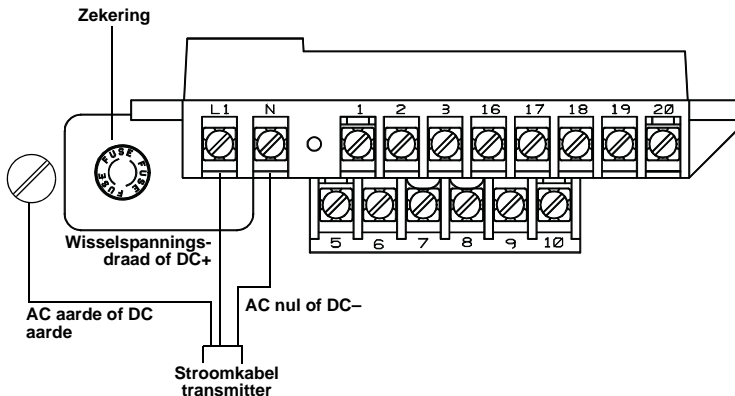 Zekering
L1 N 1 2 3 16 17 18 19 20
FUSE FUSE FUSE FUSE
5 6 7 8 9 10
Wisselspannings-
draad of DC+
AC aarde of DC
aarde
AC nul of DC–
Stroomkabel
transmitter